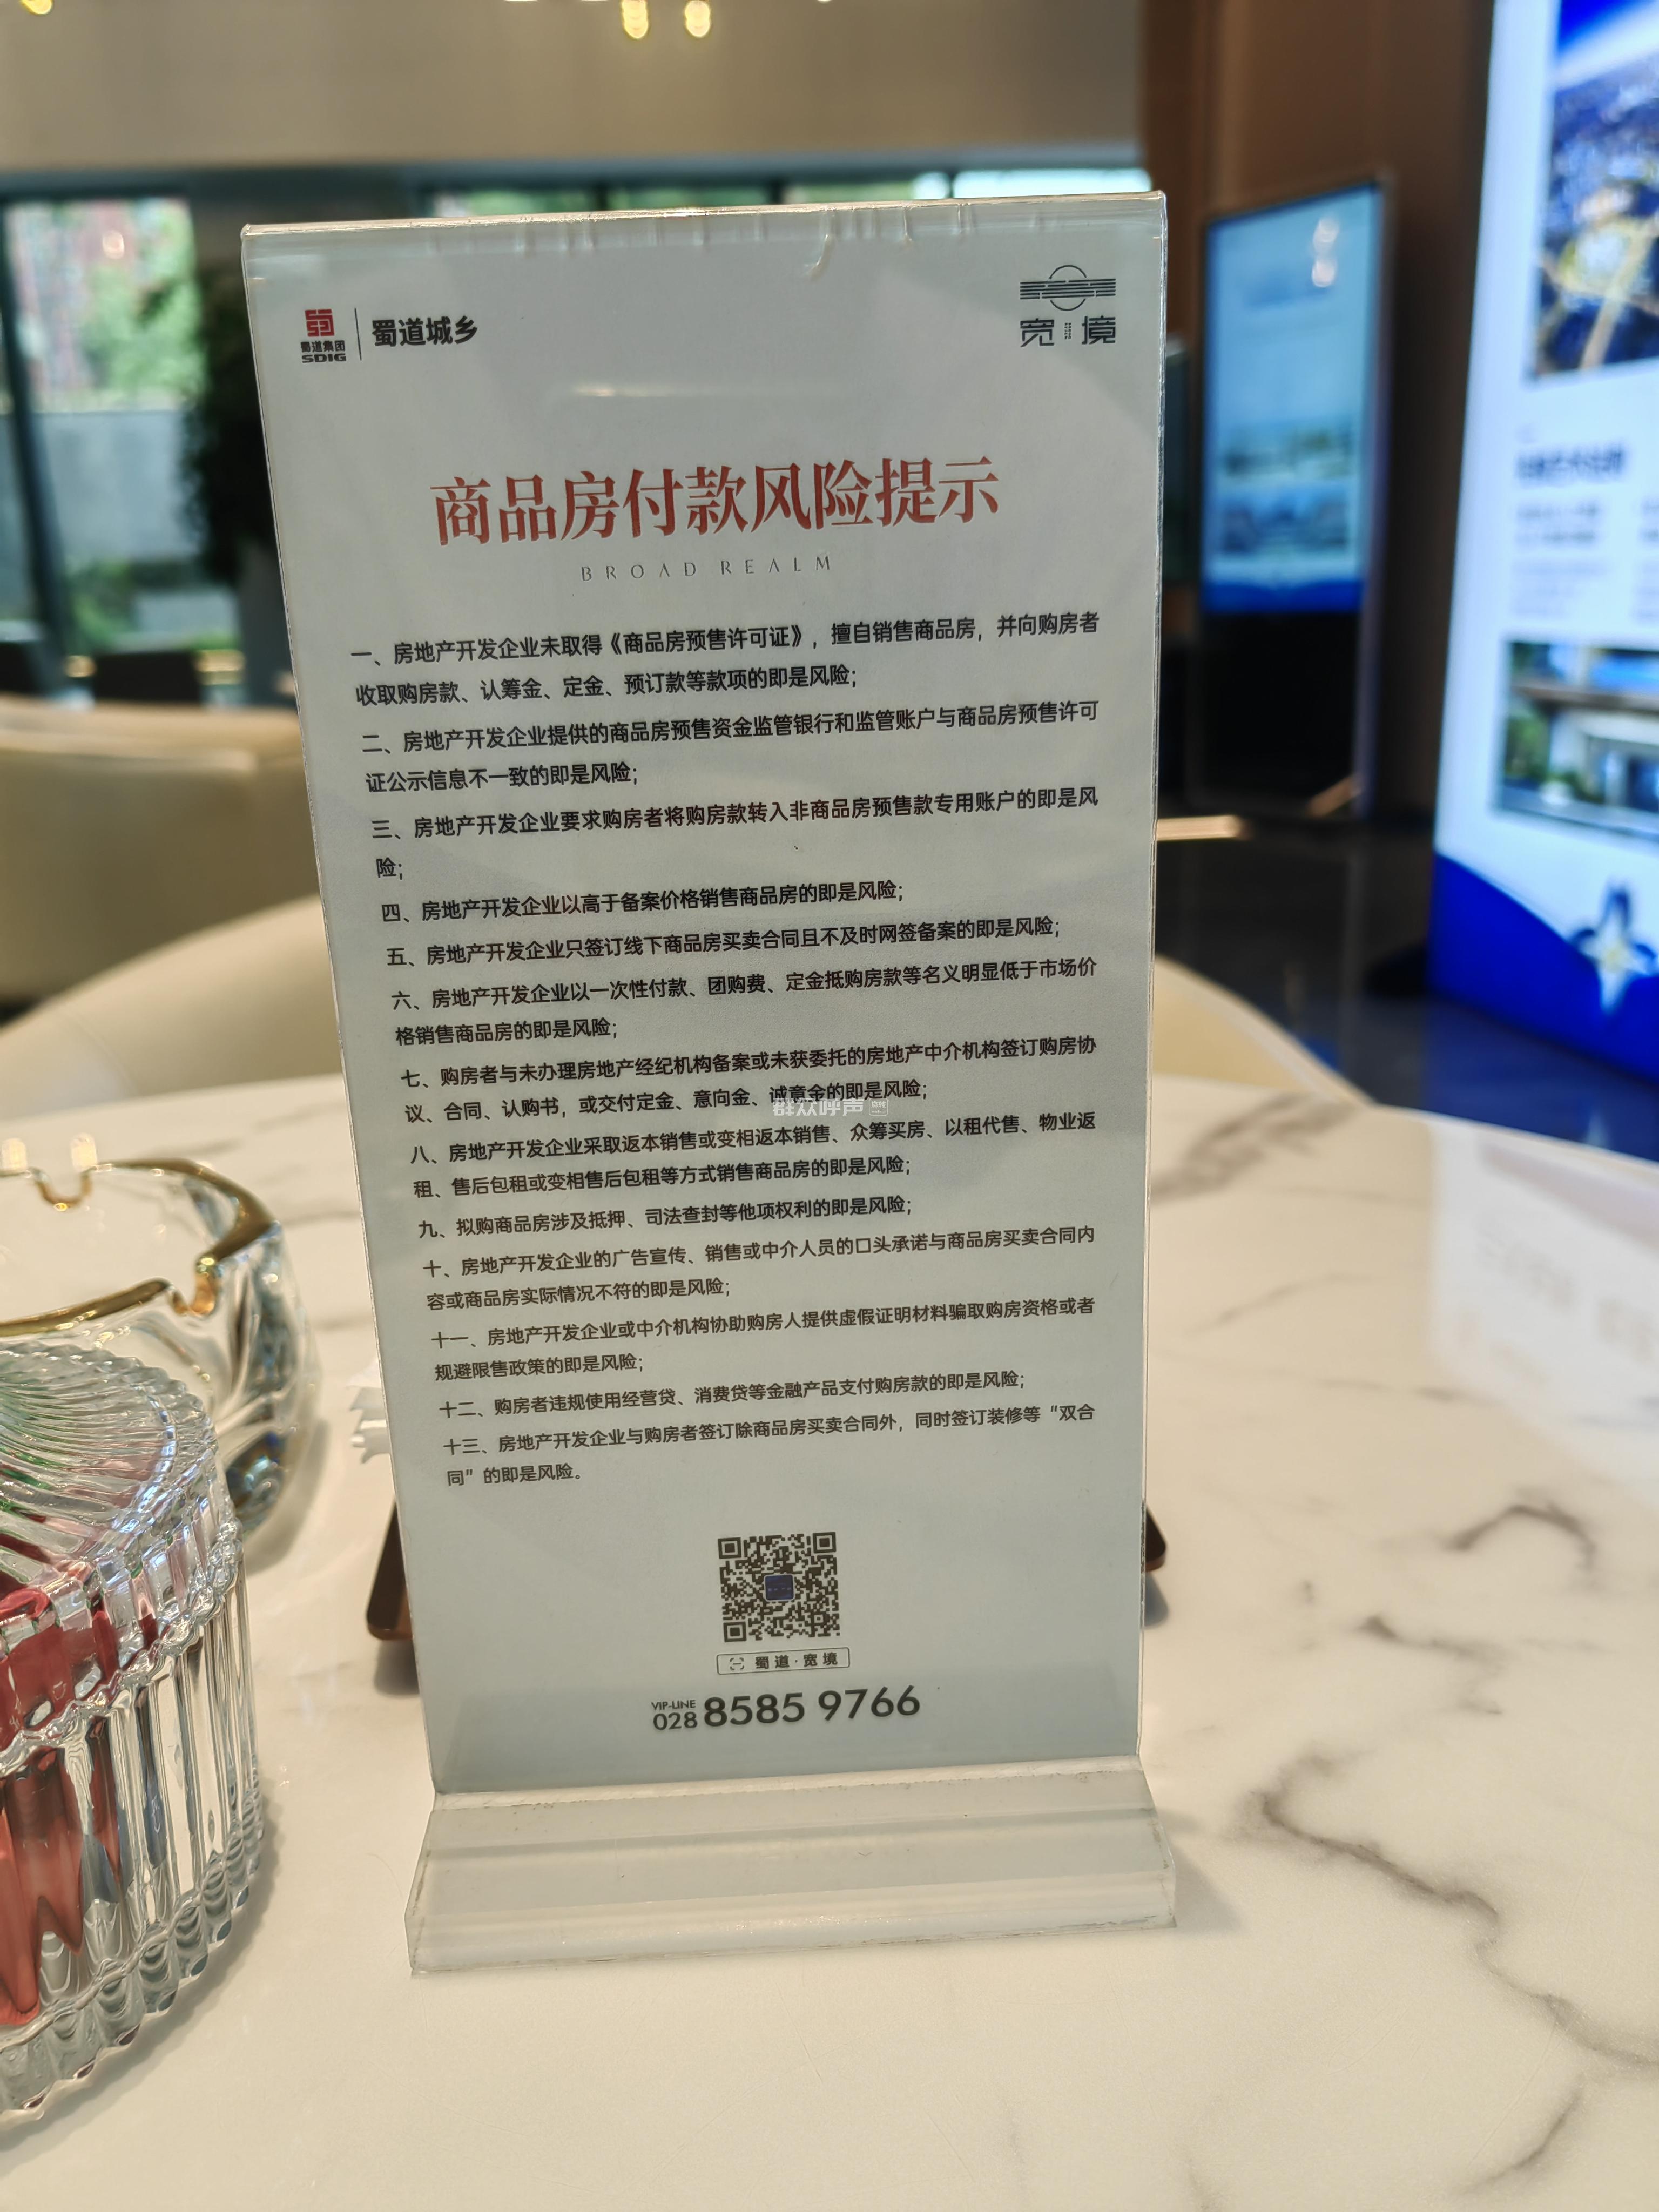 蜀道集团
SDIG
蜀道城乡
宽境
商品房付款风险提示
BROAD REALM
一、房地产开发企业未取得《商品房预售许可证》，擅自销售商品房，并向购房者
收取购房款、认筹金、定金、预订款等款项的即是风险；
二、房地产开发企业提供的商品房预售资金监管银行和监管账户与商品房预售许可
证公示信息不一致的即是风险；
三、房地产开发企业要求购房者将购房款转入非商品房预售款专用账户的即是风
险；
四、房地产开发企业以高于备案价格销售商品房的即是风险；
五、房地产开发企业只签订线下商品房买卖合同且不及时网签备案的即是风险；
六、房地产开发企业以一次性付款、团购费、定金抵购房款等名义明显低于市场价
格销售商品房的即是风险；
七、购房者与未办理房地产经纪机构备案或未获委托的房地产中介机构签订购房协
议、合同、认购书，或交付定金、意向金、诚意金的即是风险；
群众呼声
八、房地产开发企业采取返本销售或变相返本销售、众筹买房、以租代售、物业返
租、售后包租或变相售后包租等方式销售商品房的即是风险；
九、拟购商品房涉及抵押、司法查封等他项权利的即是风险；
十、房地产开发企业的广告宣传、销售或中介人员的口头承诺与商品房买卖合同内
容或商品房实际情况不符的即是风险；
十一、房地产开发企业或中介机构协助购房人提供虚假证明材料骗取购房资格或者
规避限售政策的即是风险；
十二、购房者违规使用经营贷、消费贷等金融产品支付购房款的即是风险；
十三、房地产开发企业与购房者签订除商品房买卖合同外，同时签订装修等“双合
同”的即是风险。
蜀道·宽境
VIP-LINE
028 8585 9766